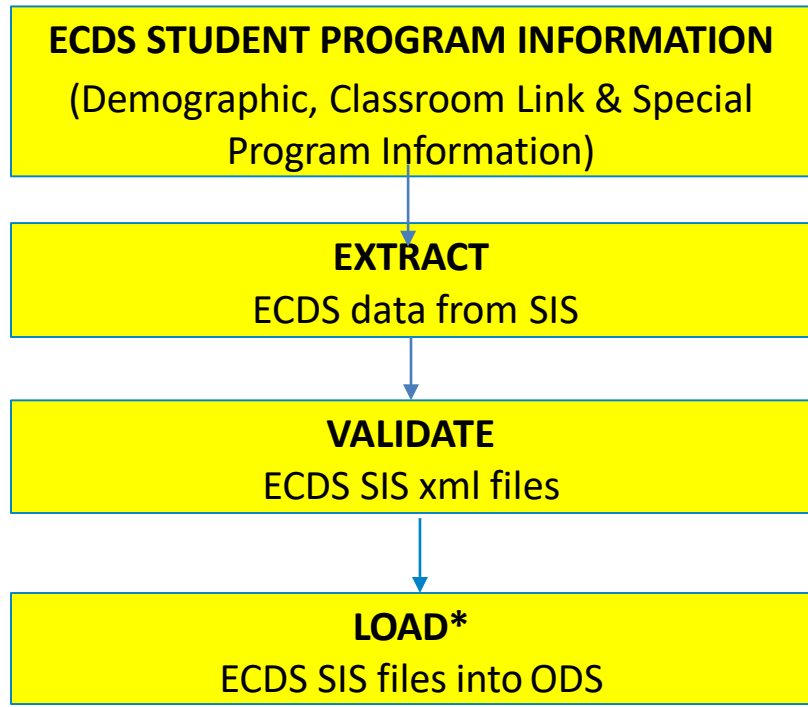 ECDS STUDENT PROGRAM INFORMATION
(Demographic, Classroom Link & Special
Program Information)
EXTRACT
ECDS data from SIS
VALIDATE
ECDS SIS xml files
LOAD*
ECDS SIS files into ODS